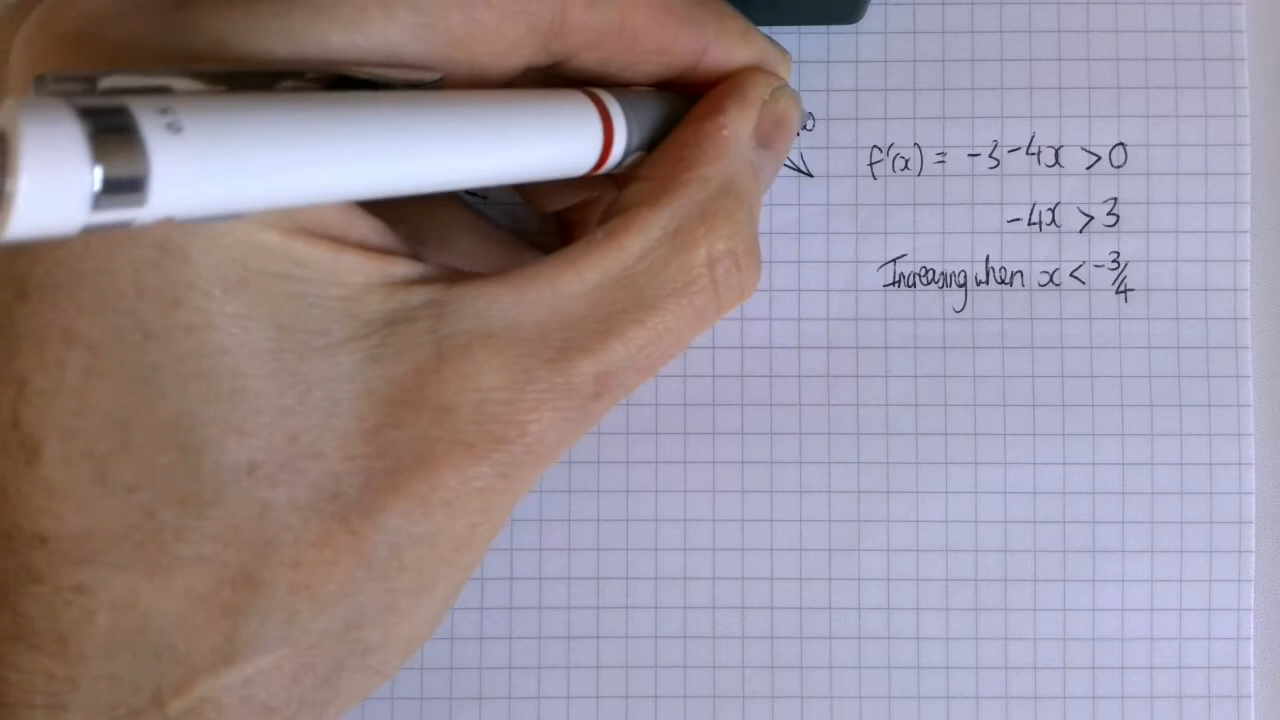 f'(x) = -3-4x >0
-4x >3
Increasing when x < -3/4